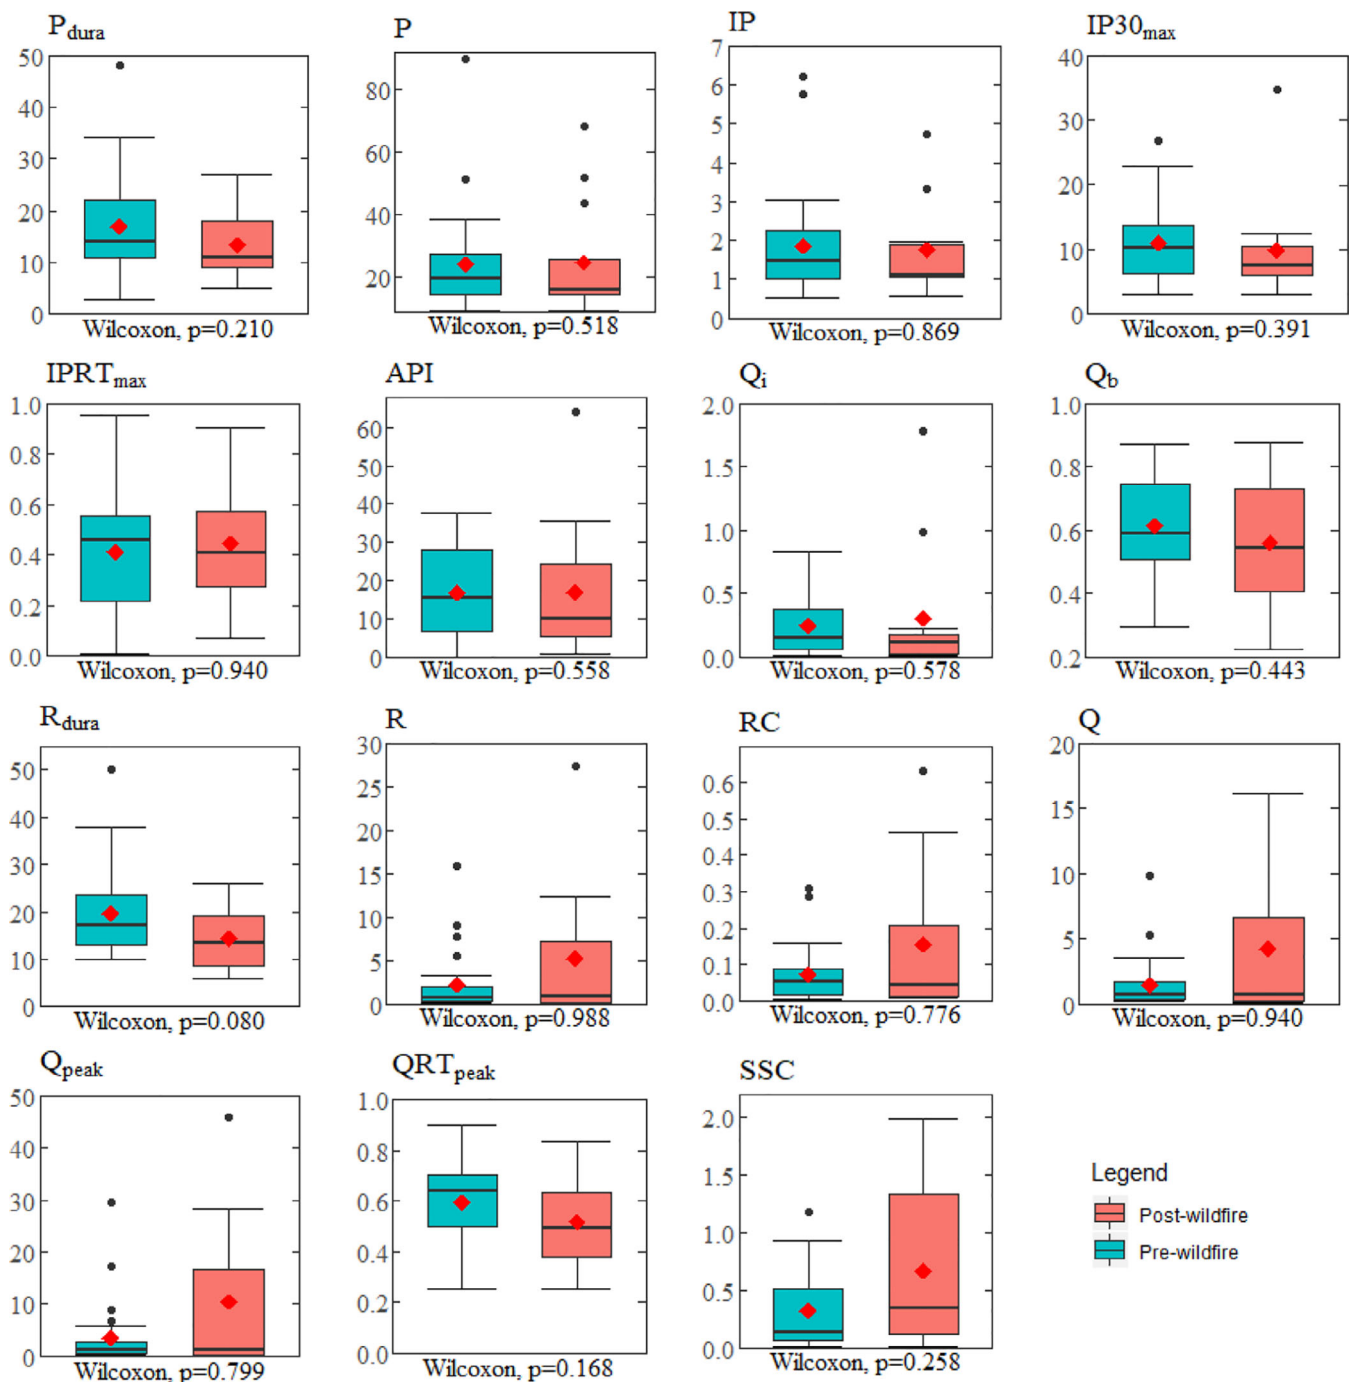 P_dura
P
IP
IP30_max
50
40
30
20
10
0
80
60
40
20
7
6
5
4
3
2
1
0
40
30
20
10
0
Wilcoxon, p=0.210
Wilcoxon, p=0.518
Wilcoxon, p=0.869
Wilcoxon, p=0.391
IPRT_max
API
Q_i
Q_b
1.0
0.8
0.6
0.4
0.2
0.0
60
50
40
30
20
10
0
2.0
1.5
1.0
0.5
0.0
1.0
0.8
0.6
0.4
0.2
Wilcoxon, p=0.940
Wilcoxon, p=0.558
Wilcoxon, p=0.578
Wilcoxon, p=0.443
R_dura
R
RC
Q
50
40
30
20
10
0
30
25
20
15
10
5
0
0.6
0.5
0.4
0.3
0.2
0.1
0.0
20
15
10
5
0
Wilcoxon, p=0.080
Wilcoxon, p=0.988
Wilcoxon, p=0.776
Wilcoxon, p=0.940
Q_peak
QRT_peak
SSC
50
40
30
20
10
0
1.0
0.8
0.6
0.4
0.2
0.0
2.0
1.5
1.0
0.5
0.0
Wilcoxon, p=0.799
Wilcoxon, p=0.168
Wilcoxon, p=0.258
Legend
Post-wildfire
Pre-wildfire